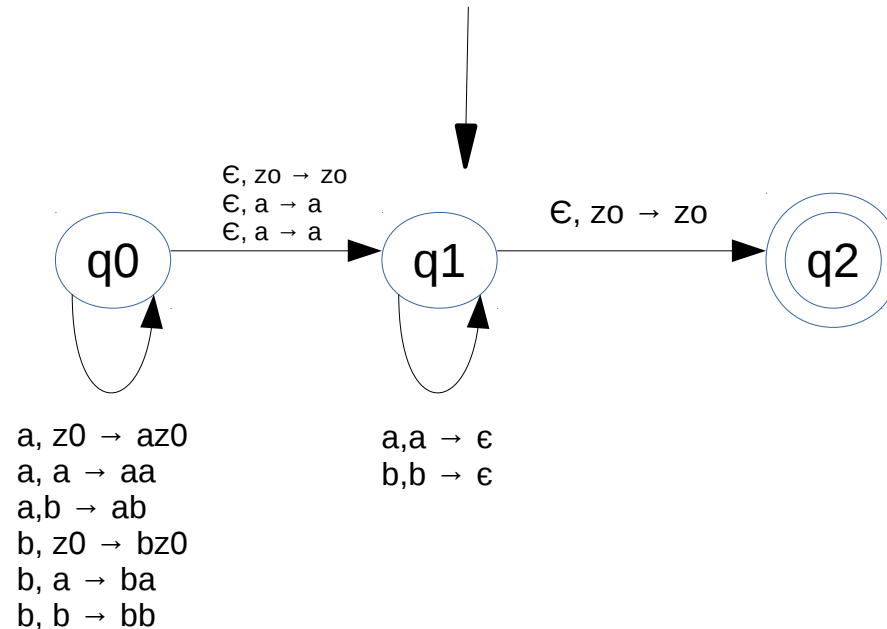 Є, zo → zo
Є, a → a
Є, a → a
Є, zo → zo
q0
q1
q2
a, z0 → az0
a, a → aa
a,b → ab
b, z0 → bz0
b, a → ba
b, b → bb
a,a → є
b,b → є